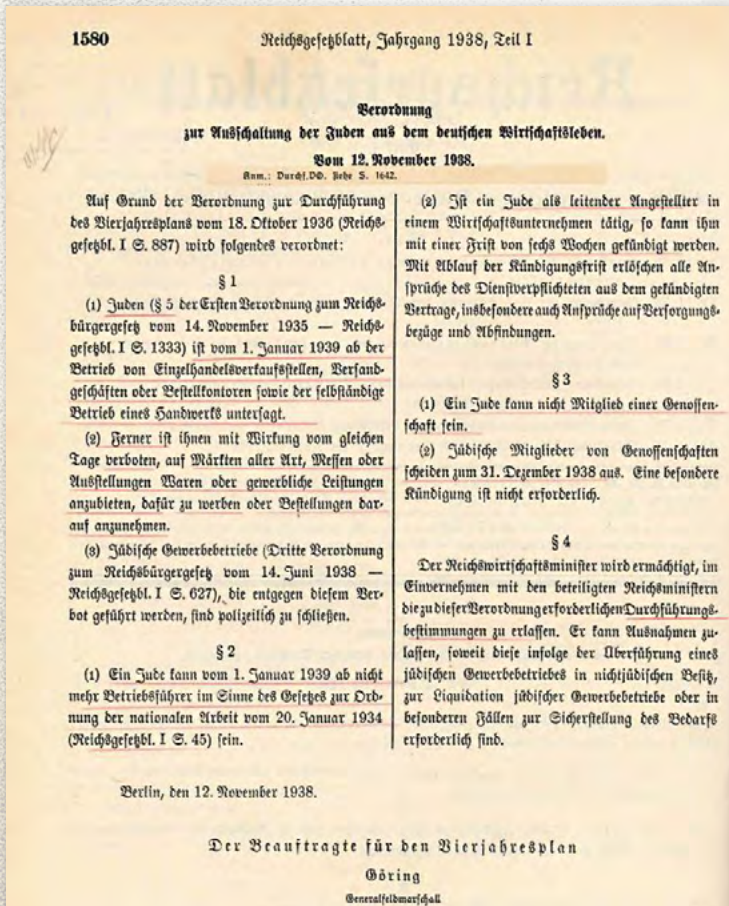 1580
Reichsgesetzblatt, Jahrgang 1938, Teil I
Verordnung
zur Ausschaltung der Juden aus dem deutschen Wirtschaftsleben.
Vom 12. November 1938.
Anm.: Durchf.VO. siehe S. 1642.
Auf Grund der Verordnung zur Durchführung
des Vierjahresplans vom 18. Oktober 1936 (Reichs-
gesetzbl. I S. 887) wird folgendes verordnet:
§ 1
(1) Juden (§ 5 der Ersten Verordnung zum Reichs-
bürgergesetz vom 14. November 1935 — Reichs-
gesetzbl. I S. 1333) ist vom 1. Januar 1939 ab der
Betrieb von Einzelhandelsverkaufsstellen, Versand-
geschäften oder Bestellkontoren sowie der selbständige
Betrieb eines Handwerks untersagt.
(2) Ferner ist ihnen mit Wirkung vom gleichen
Tage verboten, auf Märkten aller Art, Messen oder
Ausstellungen Waren oder gewerbliche Leistungen
anzubieten, dafür zu werben oder Bestellungen dar-
auf anzunehmen.
(3) Jüdische Gewerbebetriebe (Dritte Verordnung
zum Reichsbürgergesetz vom 14. Juni 1938 —
Reichsgesetzbl. I S. 627), die entgegen diesem Ver-
bot geführt werden, sind polizeilich zu schließen.
§ 2
(1) Ein Jude kann vom 1. Januar 1939 ab nicht
mehr Betriebsführer im Sinne des Gesetzes zur Ord-
nung der nationalen Arbeit vom 20. Januar 1934
(Reichsgesetzbl. I S. 45) sein.
(2) Ist ein Jude als leitender Angestellter in
einem Wirtschaftsunternehmen tätig, so kann ihm
mit einer Frist von sechs Wochen gekündigt werden.
Mit Ablauf der Kündigungsfrist erlöschen alle An-
sprüche des Dienstverpflichteten aus dem gekündigten
Vertrage, insbesondere auch Ansprüche auf Versorgungs-
bezüge und Abfindungen.
§ 3
(1) Ein Jude kann nicht Mitglied einer Genossen-
schaft sein.
(2) Jüdische Mitglieder von Genossenschaften
scheiden zum 31. Dezember 1938 aus. Eine besondere
Kündigung ist nicht erforderlich.
§ 4
Der Reichswirtschaftsminister wird ermächtigt, im
Einvernehmen mit den beteiligten Reichsministern
die zu dieser Verordnung erforderlichen Durchführungs-
bestimmungen zu erlassen. Er kann Ausnahmen zu-
lassen, soweit diese infolge der Überführung eines
jüdischen Gewerbebetriebes in nichtjüdischen Besitz,
zur Liquidation jüdischer Gewerbebetriebe oder in
besonderen Fällen zur Sicherstellung des Bedarfs
erforderlich sind.
Berlin, den 12. November 1938.
Der Beauftragte für den Vierjahresplan
Göring
Generalfeldmarschall